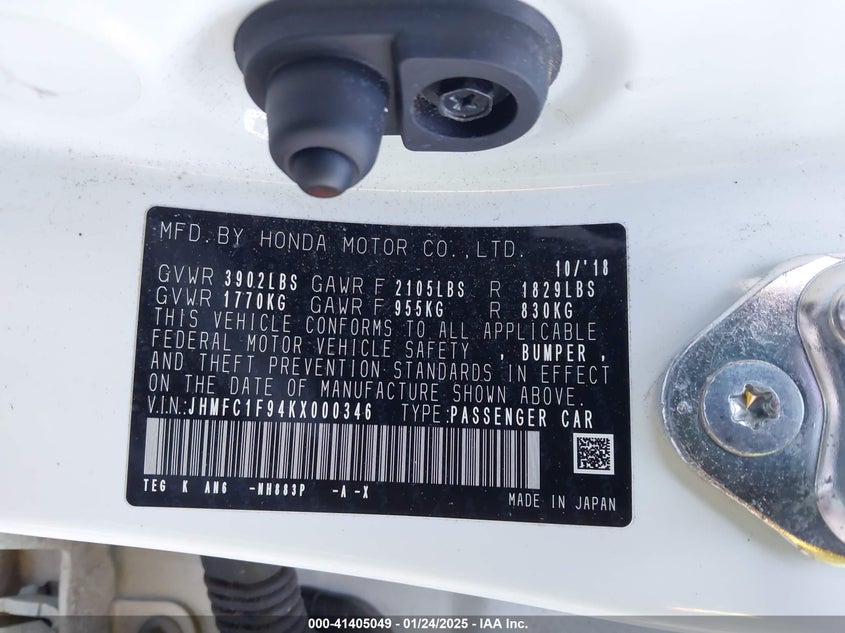 MFD. BY HONDA MOTOR CO., LTD.
10/'18
GVWR 3902LBS GAWR F 2105LBS R 1829LBS
GVWR 1770KG GAWR F 955KG R 830KG
THIS VEHICLE CONFORMS TO ALL APPLICABLE
FEDERAL MOTOR VEHICLE SAFETY , BUMPER ,
AND THEFT PREVENTION STANDARDS IN EFFECT
ON THE DATE OF MANUFACTURE SHOWN ABOVE.
V.I.N.: JHMFC1F94KX000346 TYPE: PASSENGER CAR
TEG K AN6 -NH883P -A -X
MADE IN JAPAN
000-41405049 - 01/24/2025 - IAA Inc.